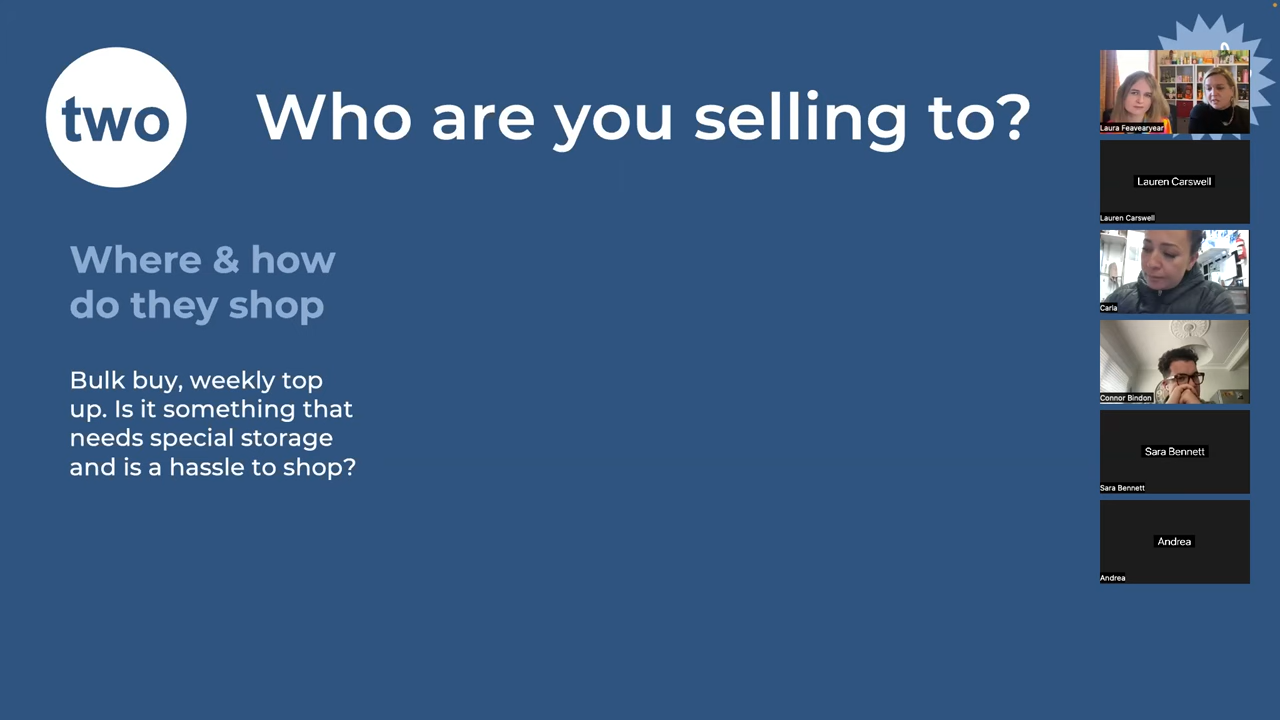 two
Who are you selling to?
Where & how
do they shop
Bulk buy, weekly top
up. Is it something that
needs special storage
and is a hassle to shop?
Laura Feavearyear
Lauren Carswell
Lauren Carswell
Carla
Connor Bindon
Sara Bennett
Sara Bennett
Andrea
Andrea